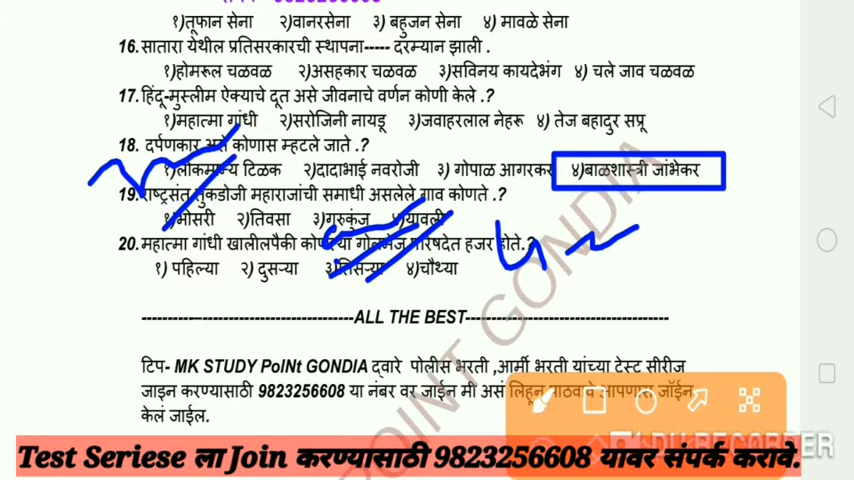 १)तूफान सेना २)वानरसेना ३) बहुजन सेना ४) मावळे सेना
16. सातारा येथील प्रतिसरकारची स्थापना----- दरम्यान झाली .
१)होमरूल चळवळ २)असहकार चळवळ ३)सविनय कायदेभंग ४) चले जाव चळवळ
17. हिंदू-मुस्लीम ऐक्याचे दूत असे जीवनाचे वर्णन कोणी केले .?
१)महात्मा गांधी २)सरोजिनी नायडू ३)जवाहरलाल नेहरू ४) तेज बहादुर सप्रू
18. दर्पणकार असे कोणास म्हटले जाते .?
१)लोकमान्य टिळक २)दादाभाई नवरोजी ३) गोपाळ आगरकर ४)बाळशास्त्री जांभेकर
19. राष्ट्रसंत तुकडोजी महाराजांची समाधी असलेले गाव कोणते .?
१)भोसरी २)तिवसा ३)गुरुकुंज ४)यावली
20. महात्मा गांधी खालीलपैकी कोणत्या गोलमेज परिषदेत हजर होते.?
१) पहिल्या २) दुसऱ्या ३)तिसऱ्या ४)चौथ्या
ALL THE BEST
टिप- MK STUDY PoINt GONDIA द्वारे पोलीस भरती ,आर्मी भरती यांच्या टेस्ट सीरीज
जाइन करण्यासाठी 9823256608 या नंबर वर जाईन मी असं लिहून पाठवावे आपणास जॉईन
केलं जाईल.
Test Seriese ला Join करण्यासाठी 9823256608 यावर संपर्क करावे.